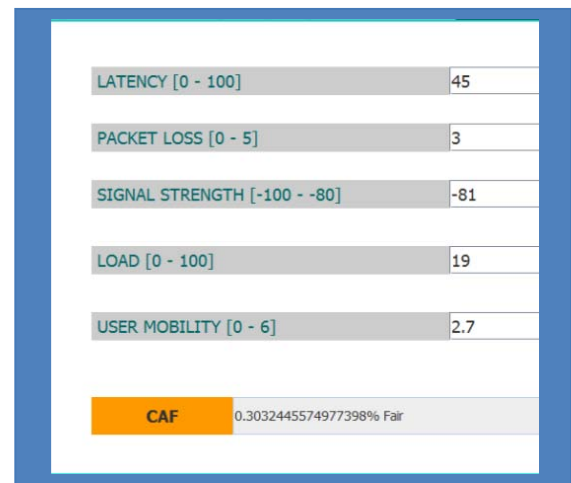 LATENCY [0 - 100] 45
PACKET LOSS [0 - 5] 3
SIGNAL STRENGTH [-100 - -80] -81
LOAD [0 - 100] 19
USER MOBILITY [0 - 6] 2.7
CAF 0.3032445574977398% Fair